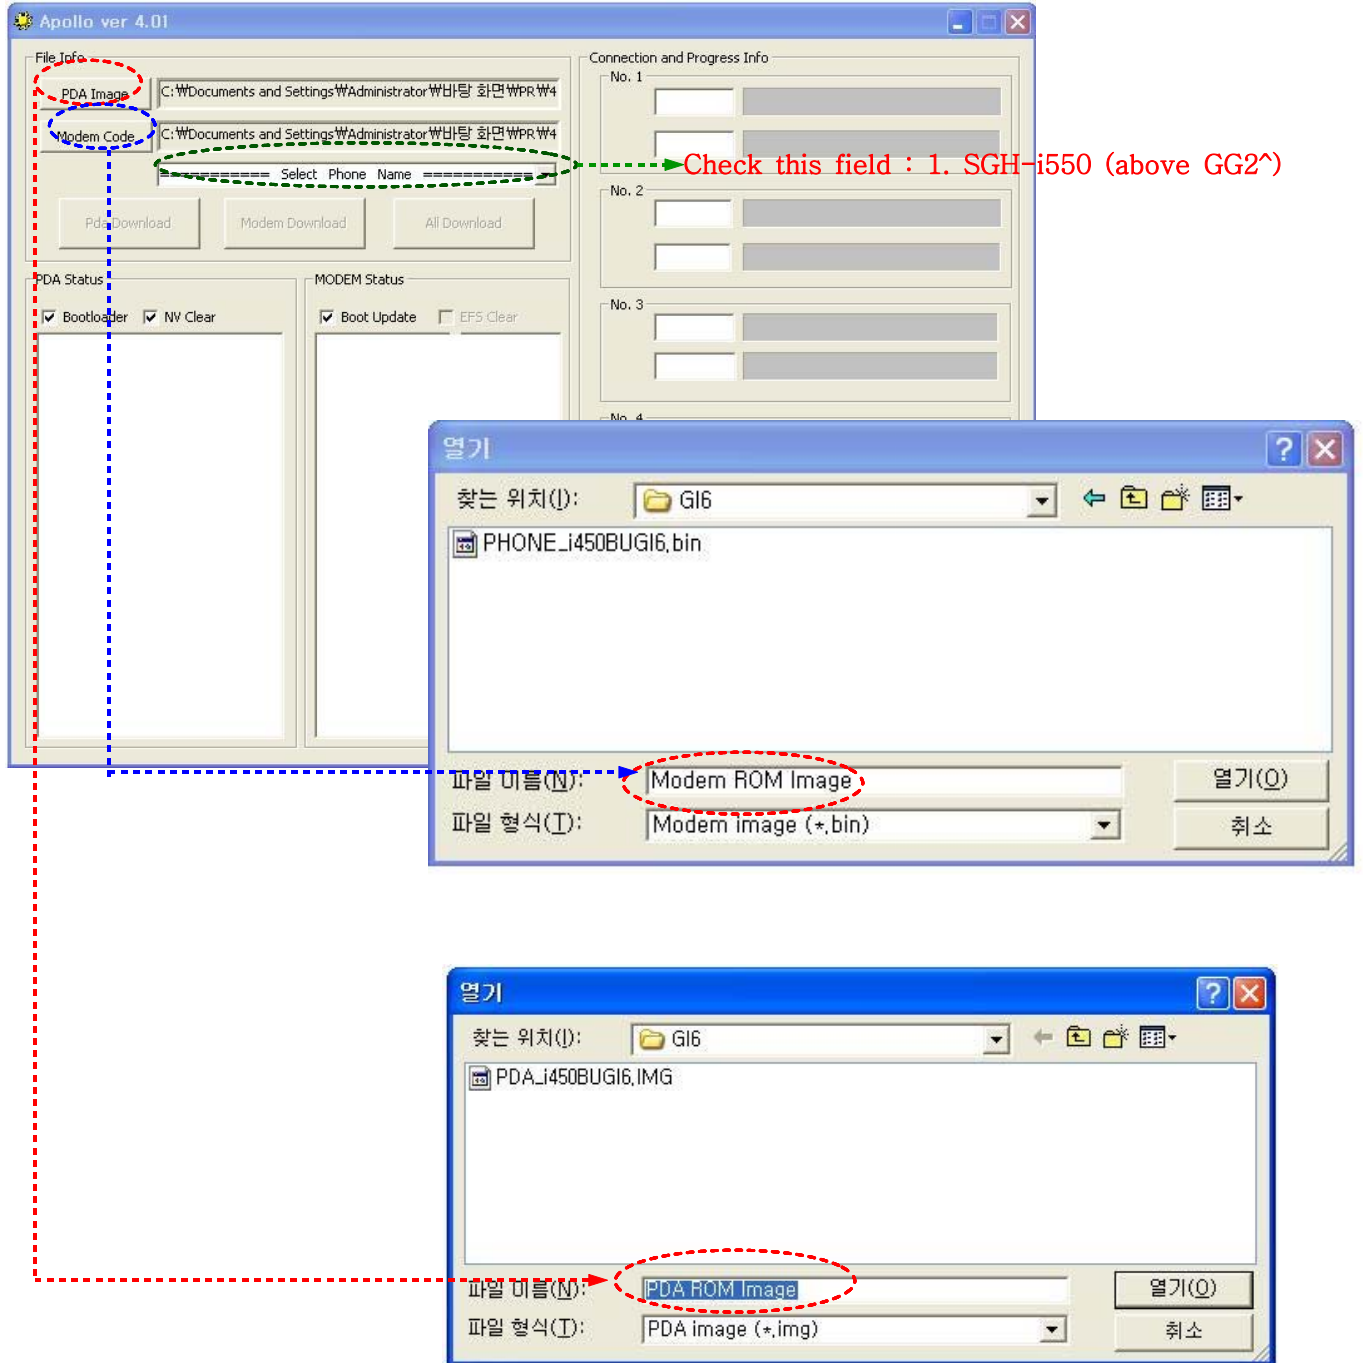 Apollo ver 4.01
File Info
PDA Image
C:₩Documents and Settings₩Administrator₩바탕 화면₩PR₩4
Modem Code
C:₩Documents and Settings₩Administrator₩바탕 화면₩PR₩4
=========== Select Phone Name ===========
Pda Download
Modem Download
All Download
Connection and Progress Info
No. 1
Check this field : 1. SGH-i550 (above GG2^)
No. 2
No. 3
No. 4
PDA Status
Bootloader
NV Clear
MODEM Status
Boot Update
EFS Clear
열기
찾는 위치(I):
GI6
PHONE_i450BUGI6.bin
파일 이름(N):
Modem ROM Image
열기(O)
파일 형식(T):
Modem image (*.bin)
취소
열기
찾는 위치(I):
GI6
PDA_i450BUGI6.IMG
파일 이름(N):
PDA ROM Image
열기(O)
파일 형식(T):
PDA image (*.img)
취소